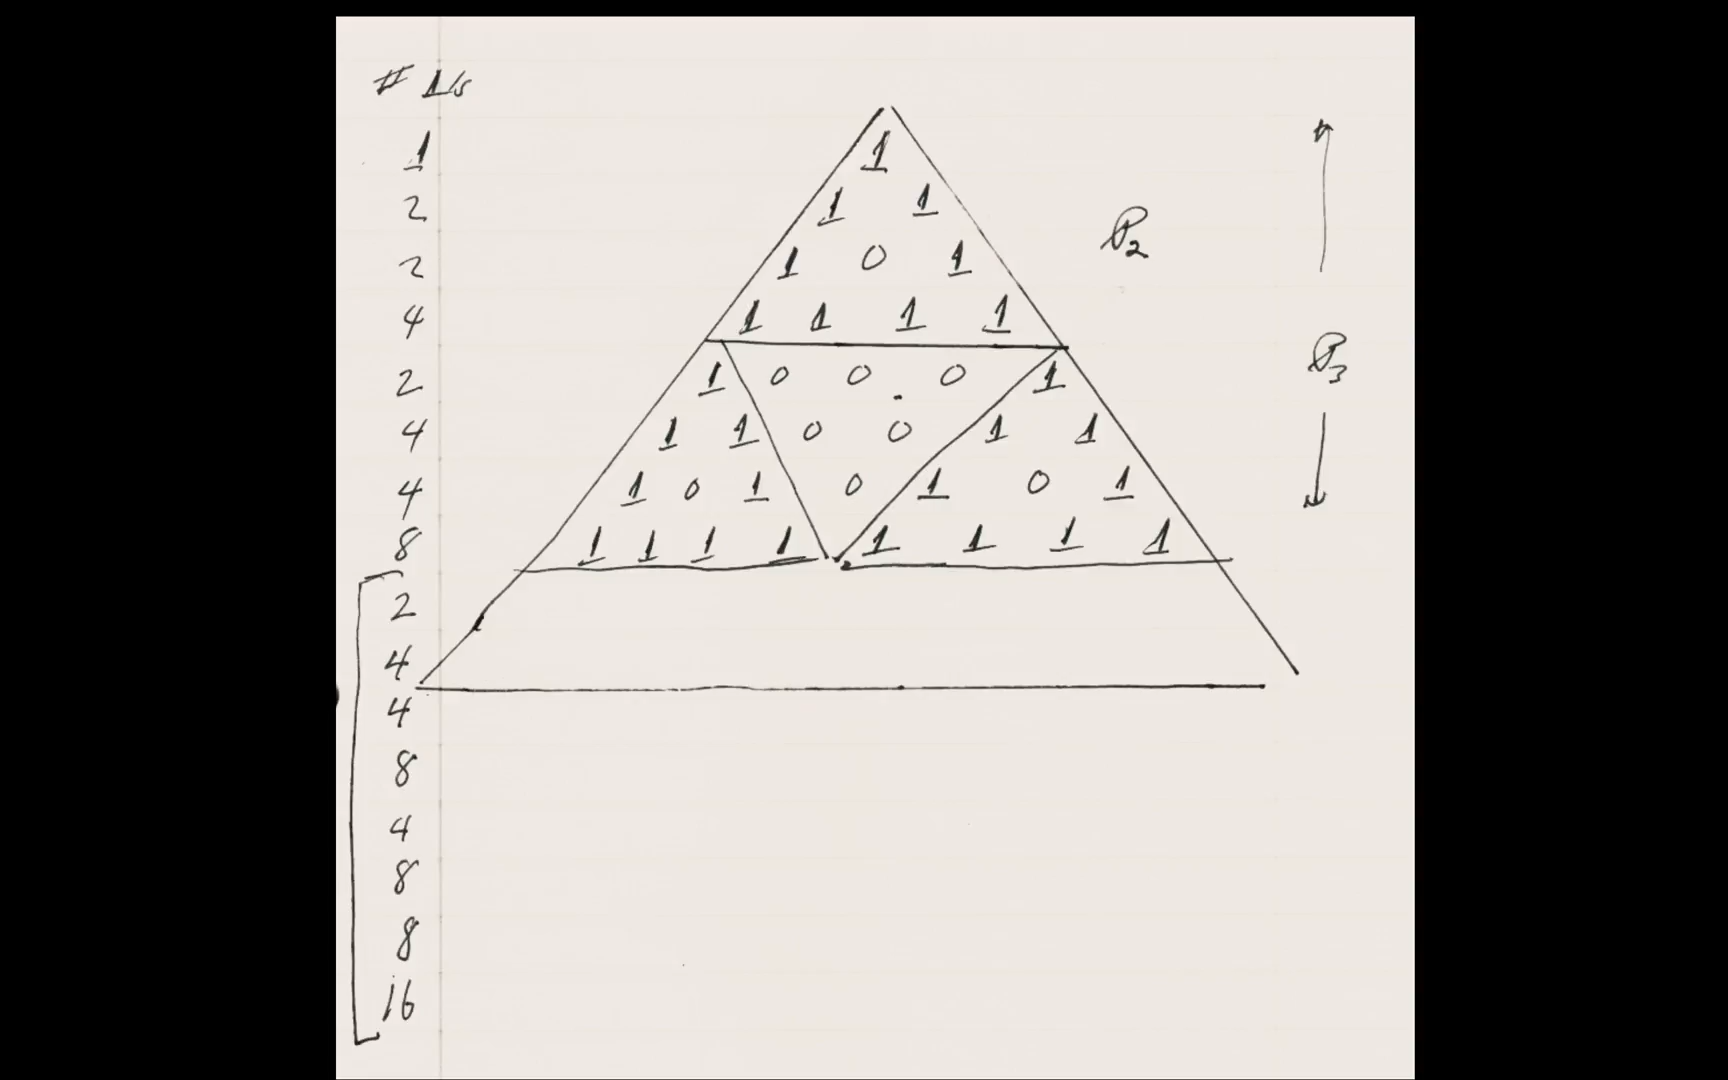 # 1's
1 1
2 1 1
2 1 0 1 P2
4 1 1 1 1
2 1 0 0 0 1 P3
4 1 1 0 0 1 1
4 1 0 1 0 1 0 1
8 1 1 1 1 1 1 1 1
2 1
4
4
8
4
8
8
16